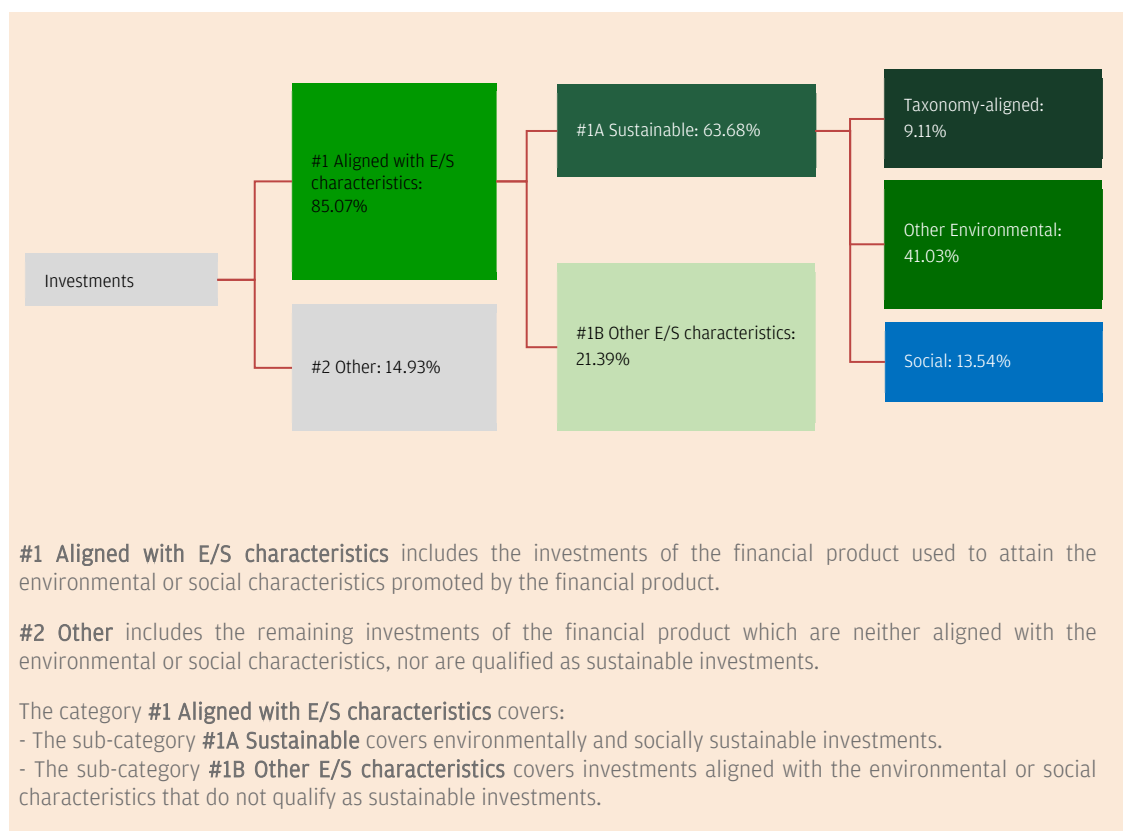 Investments
#1 Aligned with E/S
characteristics:
85.07%
#2 Other: 14.93%
#1A Sustainable: 63.68%
#1B Other E/S characteristics:
21.39%
Taxonomy-aligned:
9.11%
Other Environmental:
41.03%
Social: 13.54%
#1 Aligned with E/S characteristics includes the investments of the financial product used to attain the
environmental or social characteristics promoted by the financial product.
#2 Other includes the remaining investments of the financial product which are neither aligned with the
environmental or social characteristics, nor are qualified as sustainable investments.
The category #1 Aligned with E/S characteristics covers:
- The sub-category #1A Sustainable covers environmentally and socially sustainable investments.
- The sub-category #1B Other E/S characteristics covers investments aligned with the environmental or social
characteristics that do not qualify as sustainable investments.